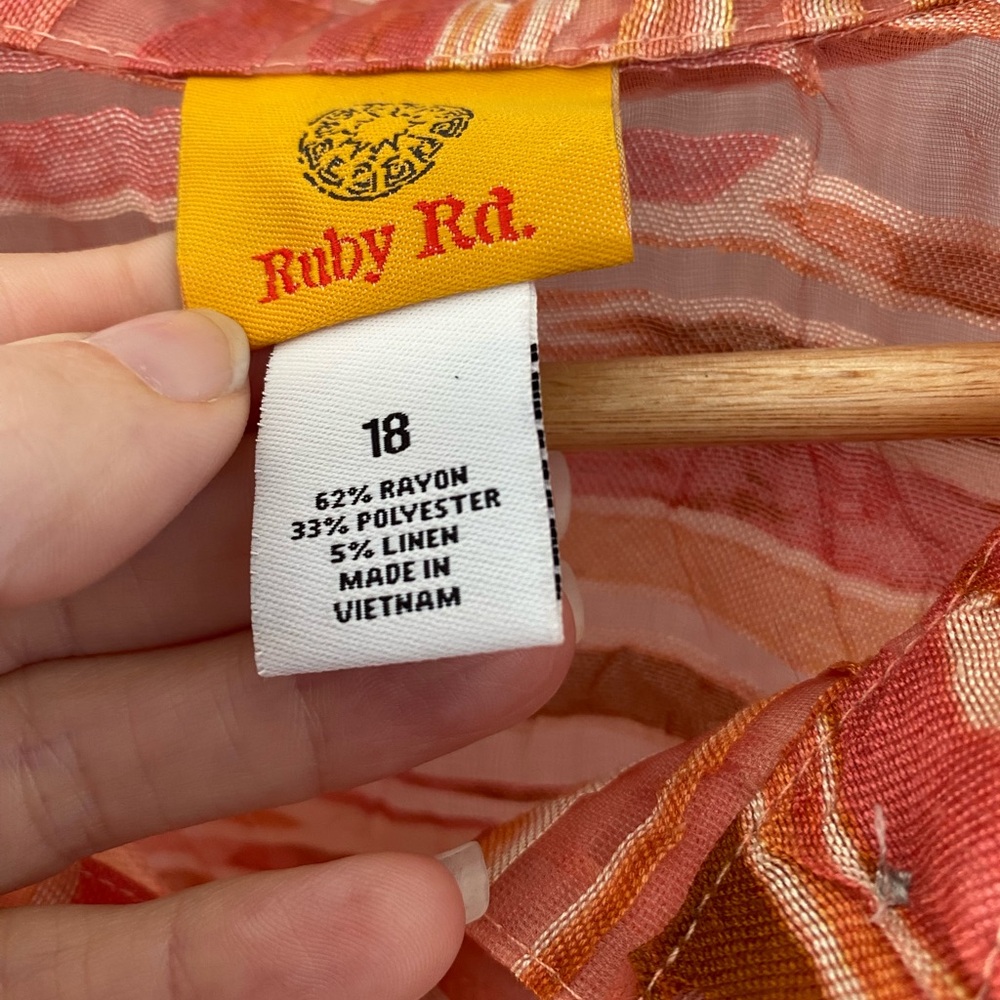 Ruby Rd.
18
62% RAYON
33% POLYESTER
5% LINEN
MADE IN
VIETNAM